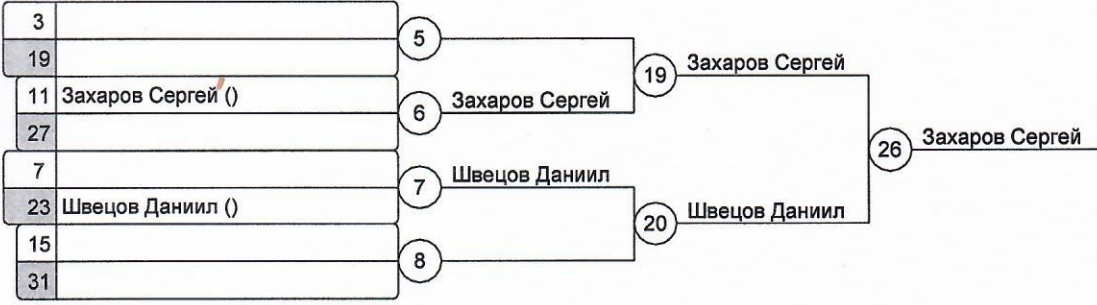 3
5
19
19 Захаров Сергей
11 Захаров Сергей ()
6 Захаров Сергей
27
26 Захаров Сергей
7
7 Швецов Даниил
23 Швецов Даниил ()
20 Швецов Даниил
15
8
31